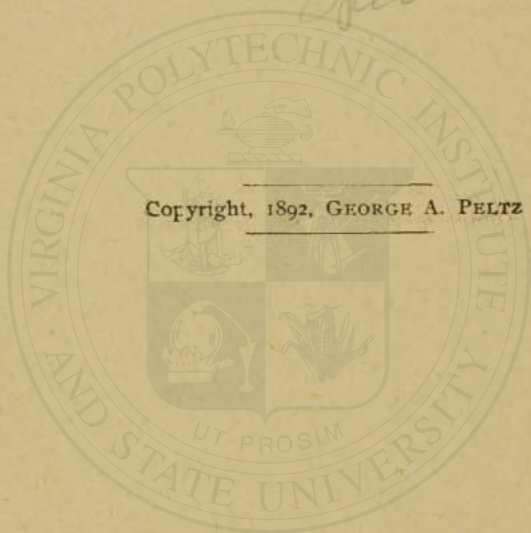 Copyright, 1892, GEORGE A. PELTZ
VIRGINIA POLYTECHNIC INSTITUTE
AND STATE UNIVERSITY
UT PROSIM